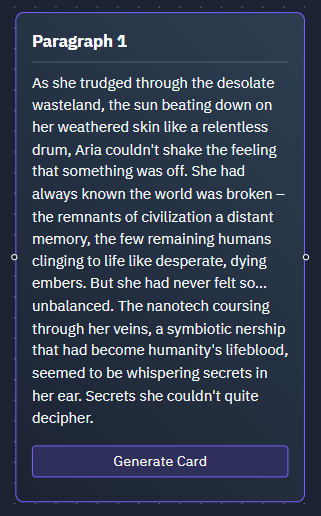 Paragraph 1
As she trudged through the desolate
wasteland, the sun beating down on
her weathered skin like a relentless
drum, Aria couldn't shake the feeling
that something was off. She had
always known the world was broken –
the remnants of civilization a distant
memory, the few remaining humans
clinging to life like desperate, dying
embers. But she had never felt so...
unbalanced. The nanotech coursing
through her veins, a symbiotic nership
that had become humanity's lifeblood,
seemed to be whispering secrets in
her ear. Secrets she couldn't quite
decipher.
Generate Card